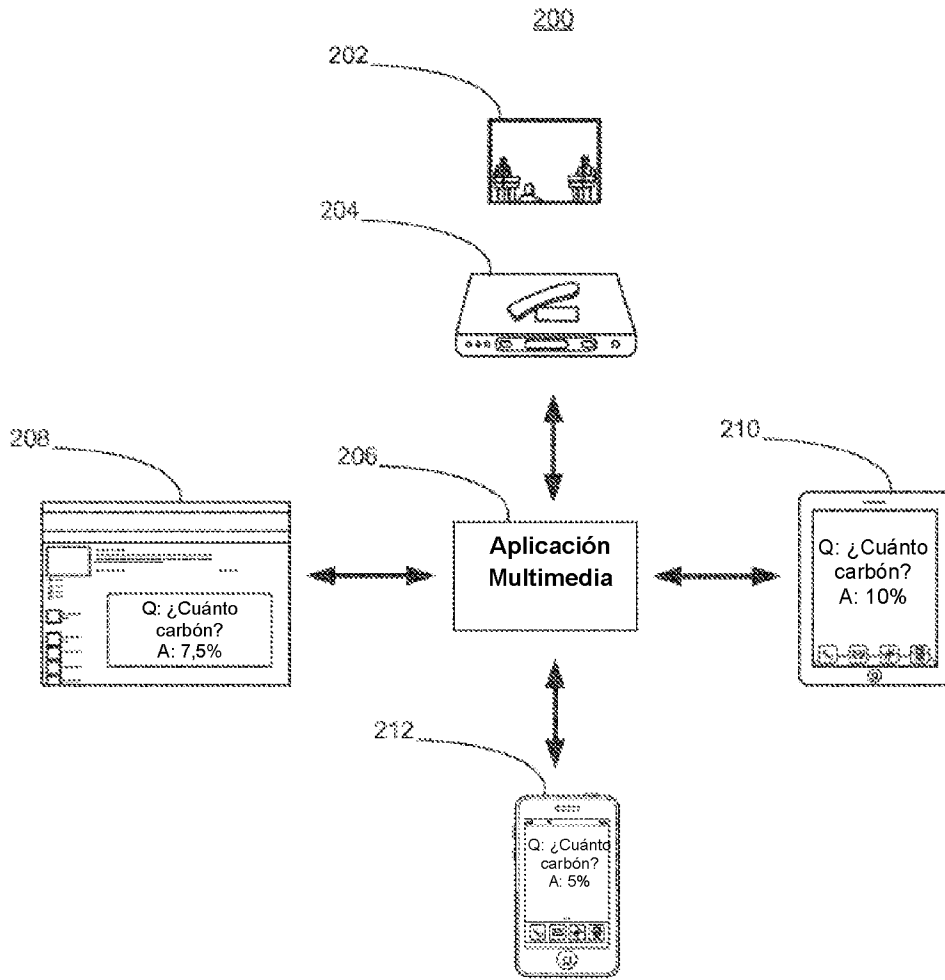 200
202
204
208
206
210
Aplicación
Multimedia
Q: ¿Cuánto
carbón?
A: 7,5%
Q: ¿Cuánto
carbón?
A: 10%
212
Q: ¿Cuánto
carbón?
A: 5%